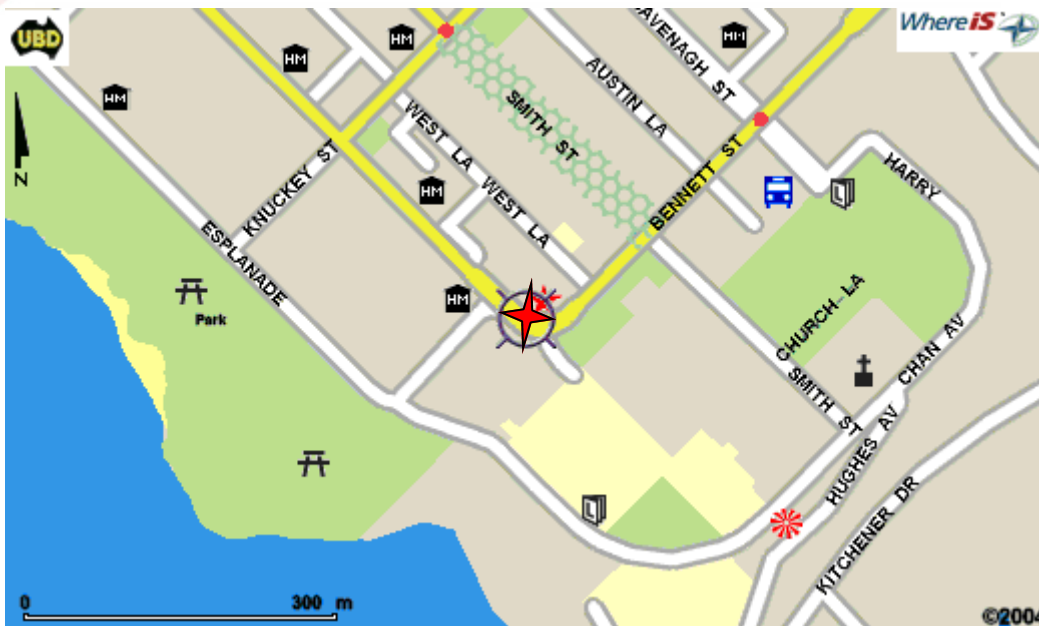 UBD
WhereiS
HM
HM
HM
HM
HM
HM
CAVENAGH ST
AUSTIN LA
SMITH ST
WEST LA
WEST LA
BENNETT ST
KNUCKEY ST
ESPLANADE
HARRY
CHAN AV
N
L
Park
CHURCH LA
SMITH ST
HUGHES AV
KITCHENER DR
L
0 300 m
©2004